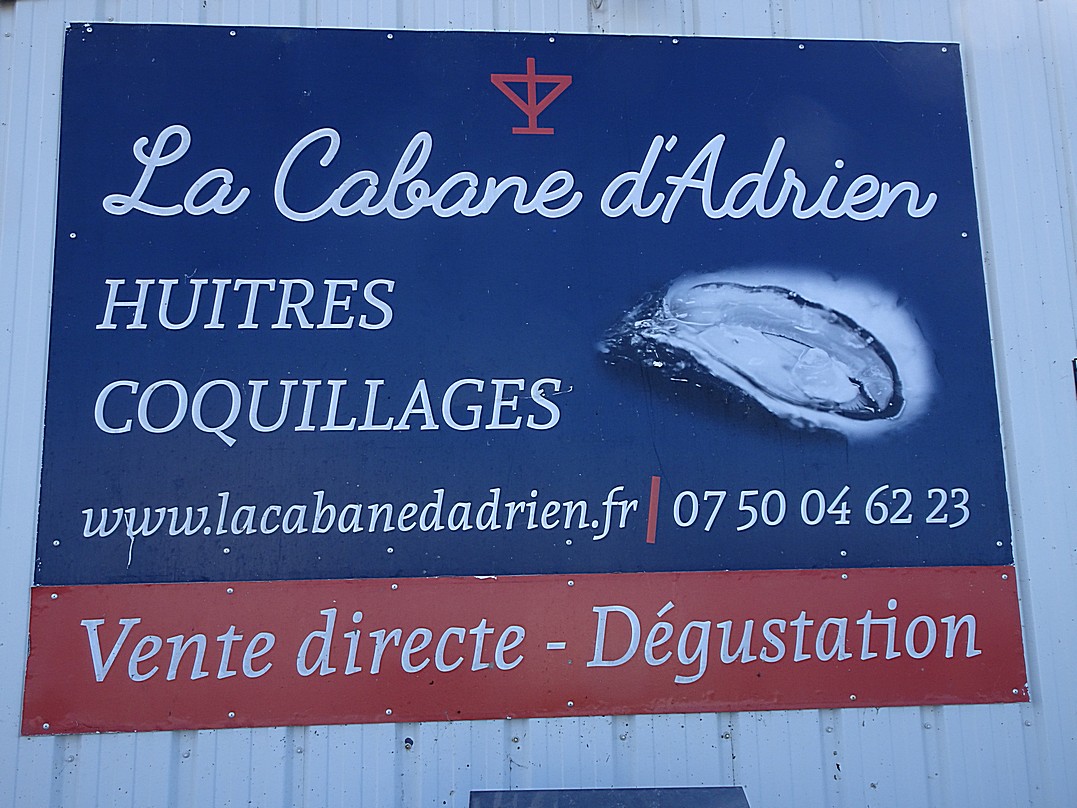 La Cabane d'Adrien
HUITRES
COQUILLAGES
www.lacabanedadrien.fr | 07 50 04 62 23
Vente directe - Dégustation